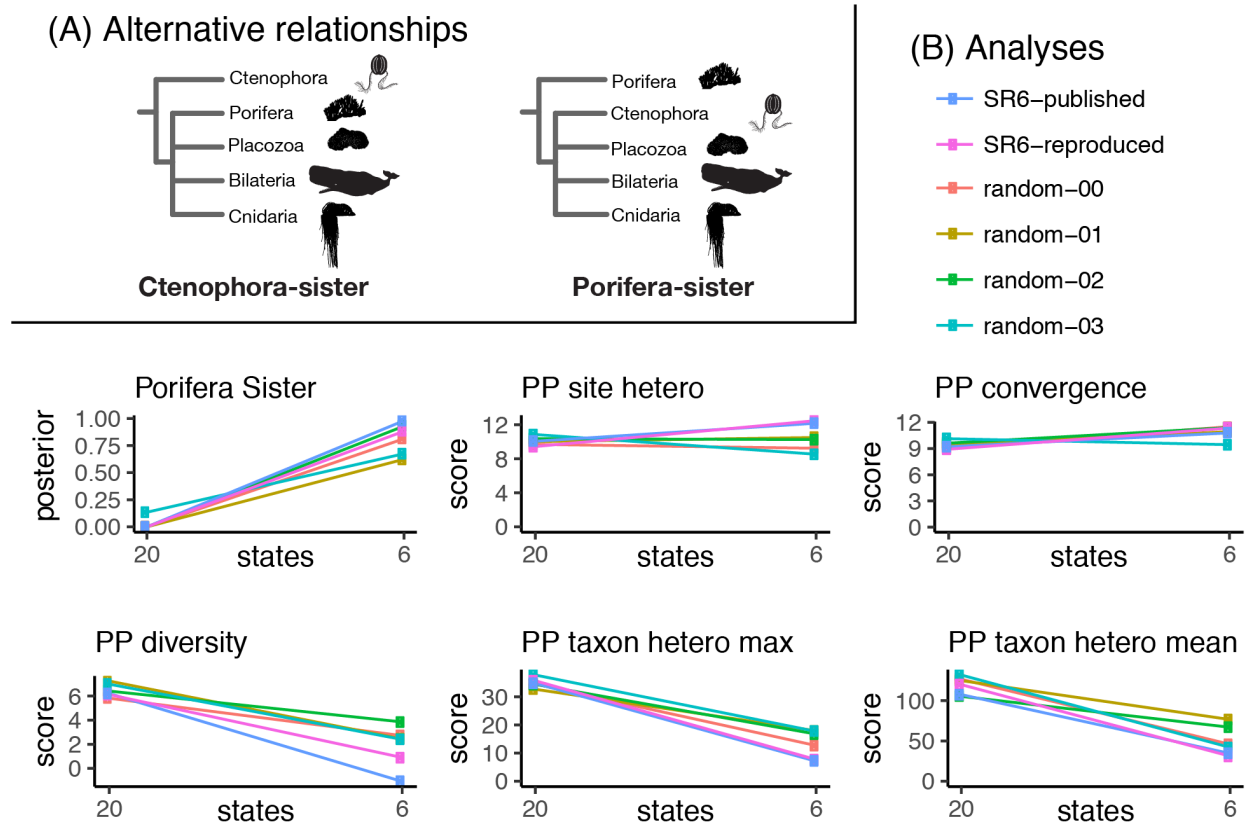 (A) Alternative relationships
Ctenophora
Porifera
Placozoa
Bilateria
Cnidaria
Ctenophora-sister
Porifera
Ctenophora
Placozoa
Bilateria
Cnidaria
Porifera-sister
(B) Analyses
SR6−published
SR6−reproduced
random−00
random−01
random−02
random−03
Porifera Sister
posterior
1.00
0.75
0.50
0.25
0.00
20
6
states
PP site hetero
score
12
8
4
0
20
6
states
PP convergence
score
12
9
6
3
0
20
6
states
PP diversity
score
6
4
2
0
20
6
states
PP taxon hetero max
score
30
20
10
0
20
6
states
PP taxon hetero mean
score
100
50
0
20
6
states